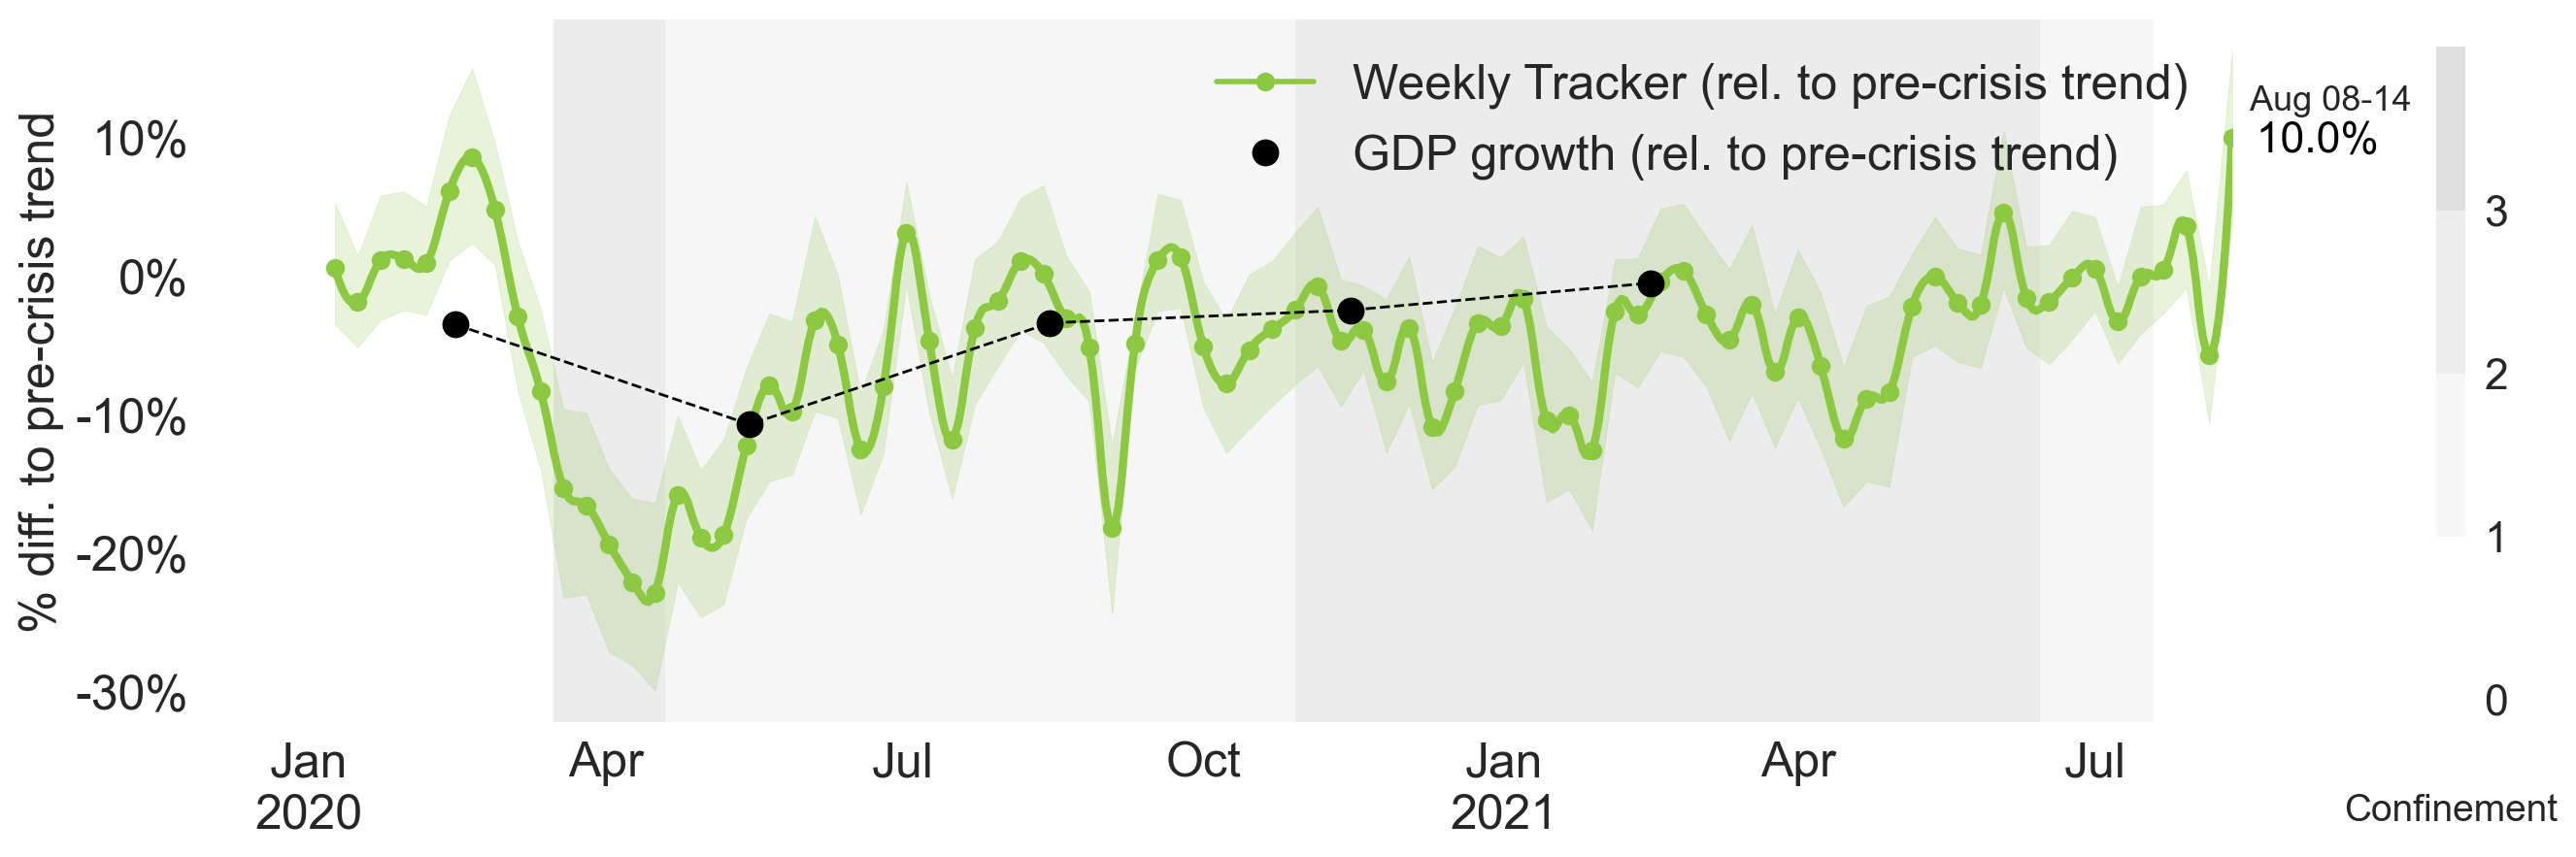 % diff. to pre-crisis trend
10%
0%
-10%
-20%
-30%
Weekly Tracker (rel. to pre-crisis trend)
GDP growth (rel. to pre-crisis trend)
Aug 08-14
10.0%
3
2
1
0
Jan
2020
Apr
Jul
Oct
Jan
2021
Apr
Jul
Confinement